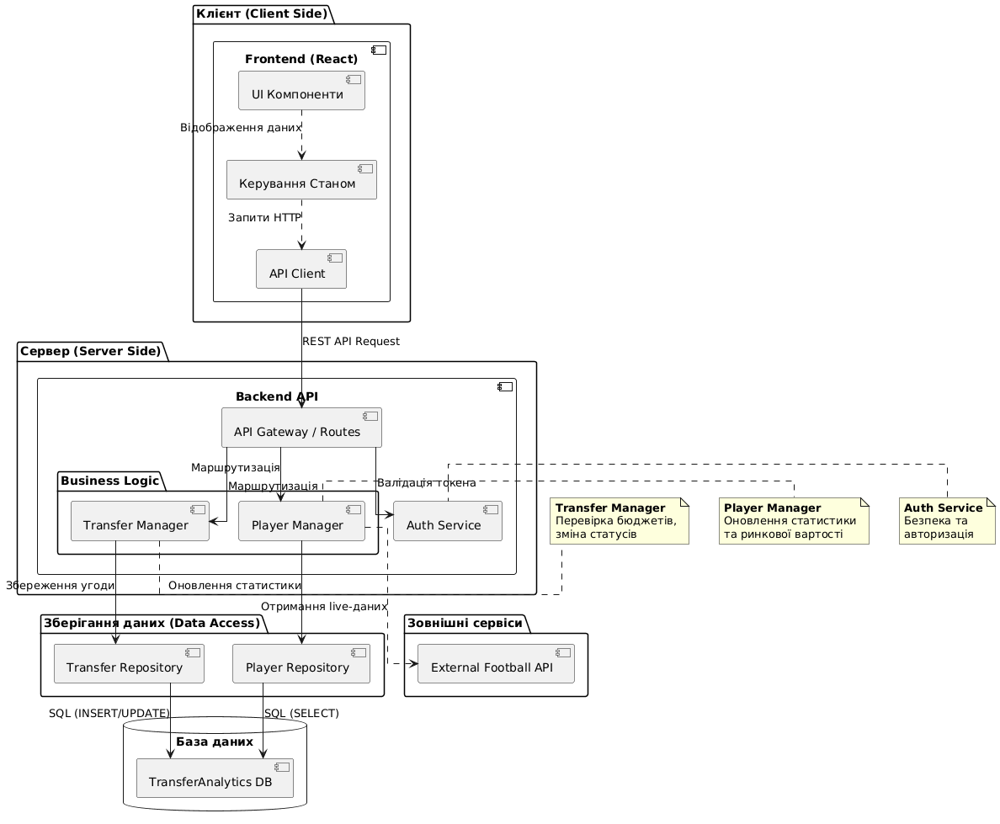 Клієнт (Client Side)
Frontend (React)
UI Компоненти
Відображення даних
Керування Станом
Запити HTTP
API Client
REST API Request
Сервер (Server Side)
Backend API
API Gateway / Routes
Маршрутизація
Маршрутизація
Валідація токена
Business Logic
Transfer Manager
Player Manager
Auth Service
Transfer Manager
Перевірка бюджетів,
зміна статусів
Player Manager
Оновлення статистики
та ринкової вартості
Auth Service
Безпека та
авторизація
Збереження угоди
Оновлення статистики
Отримання live-даних
Зберігання даних (Data Access)
Transfer Repository
Player Repository
Зовнішні сервіси
External Football API
SQL (INSERT/UPDATE)
SQL (SELECT)
База даних
TransferAnalytics DB